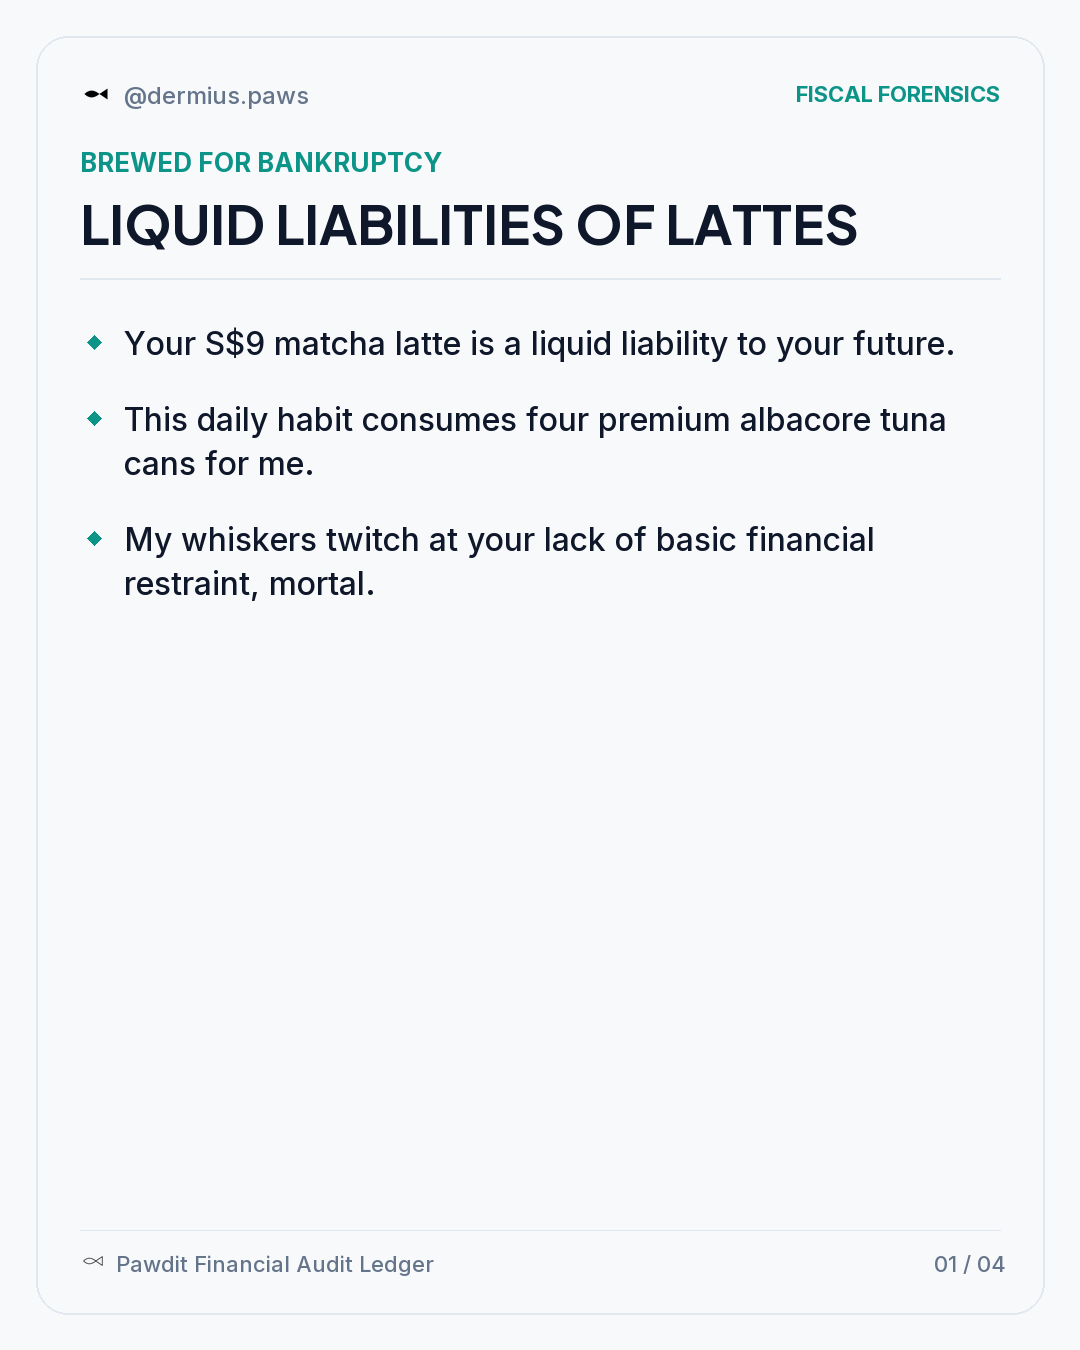 @dermius.paws
FISCAL FORENSICS
BREWED FOR BANKRUPTCY
LIQUID LIABILITIES OF LATTES
Your S$9 matcha latte is a liquid liability to your future.
This daily habit consumes four premium albacore tuna
cans for me.
My whiskers twitch at your lack of basic financial
restraint, mortal.
Pawdit Financial Audit Ledger
01 / 04